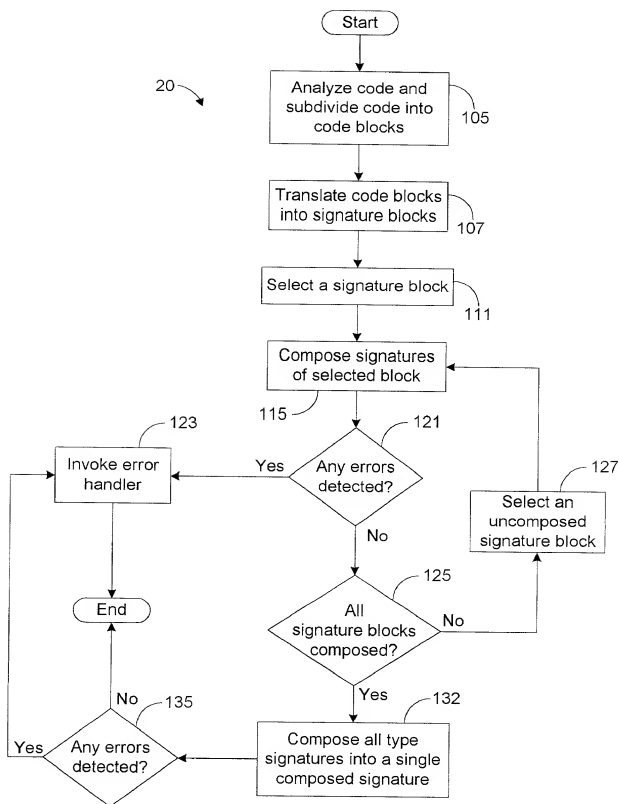 Start
20
Analyze code and
subdivide code into
code blocks
105
Translate code blocks
into signature blocks
107
Select a signature block
111
Compose signatures
of selected block
115
123
121
Invoke error
handler
Yes
Any errors
detected?
127
Select an
uncomposed
signature block
No
125
End
All
signature blocks
composed?
No
No
135
Yes
132
Yes
Any errors
detected?
Compose all type
signatures into a single
composed signature